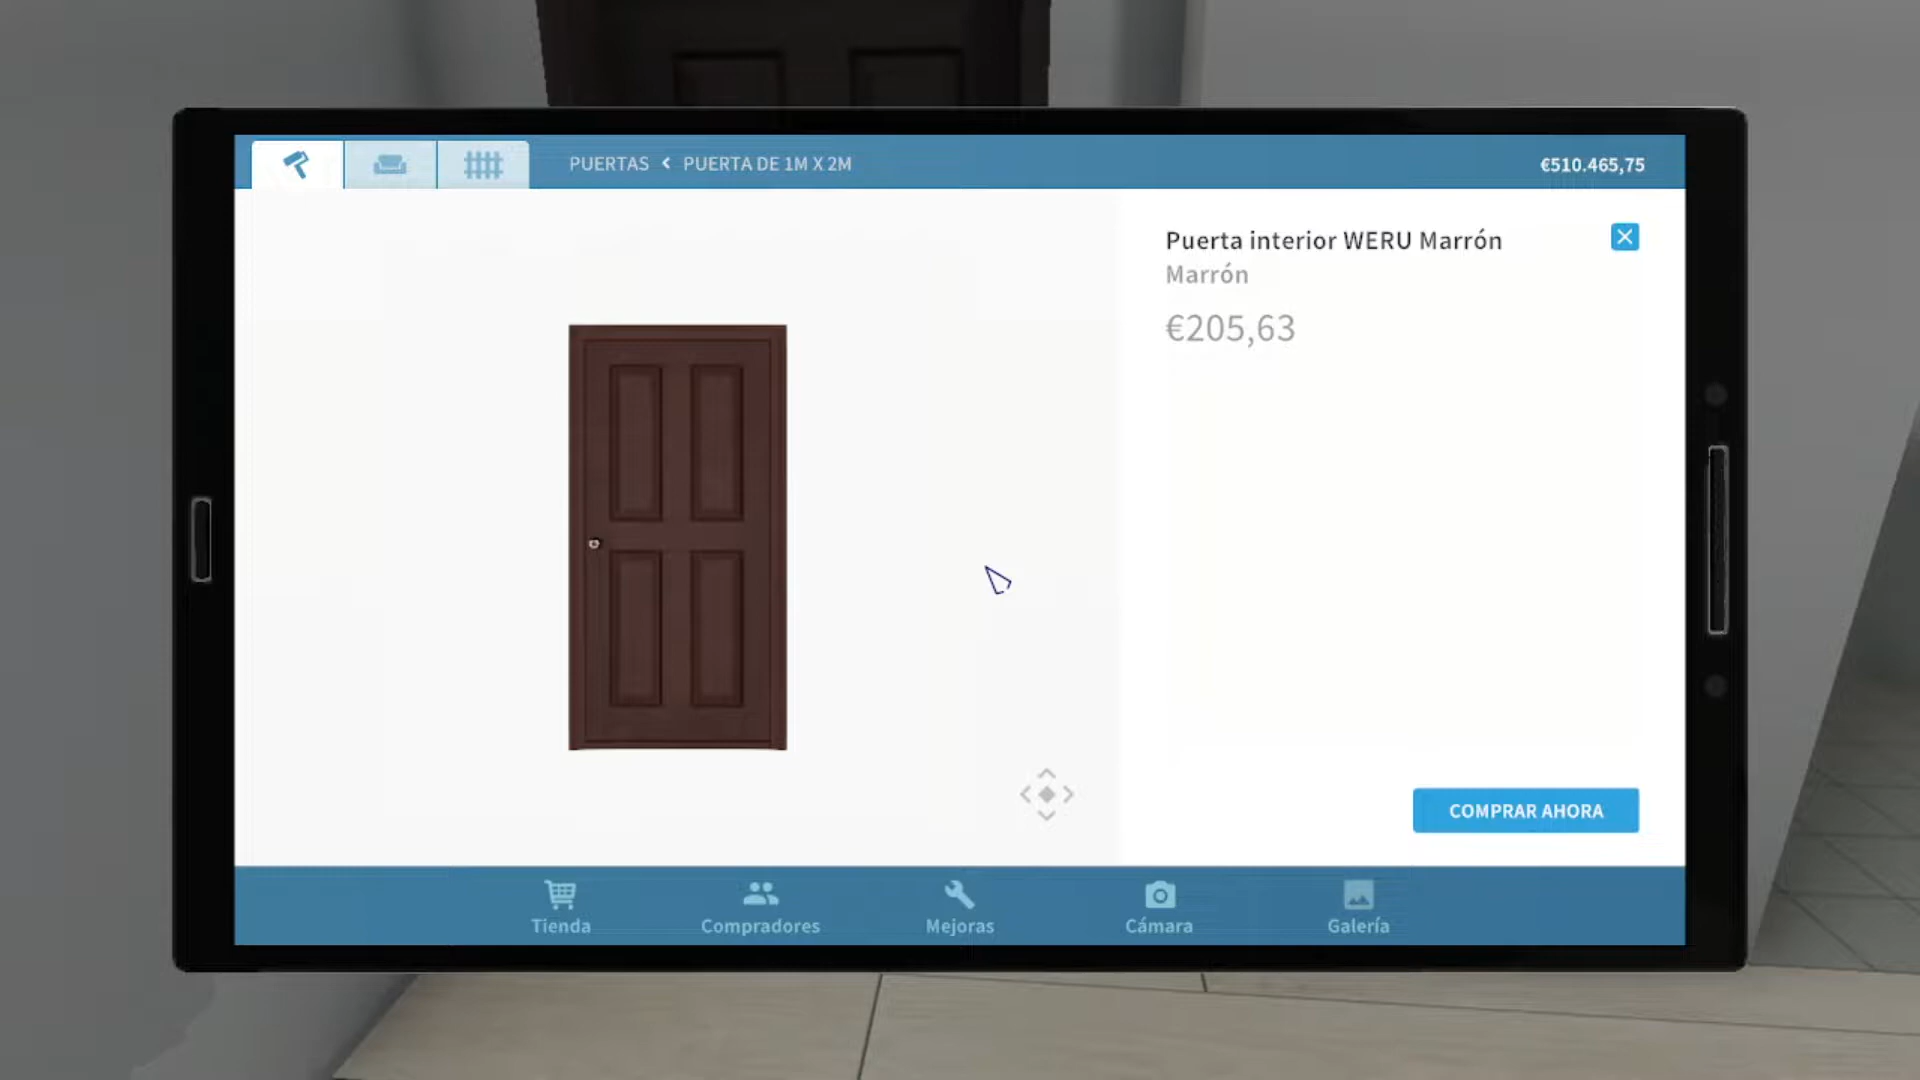 PUERTAS < PUERTA DE 1M X 2M
€510.465,75
Puerta interior WERU Marrón
Marrón
€205,63
COMPRAR AHORA
Tienda
Compradores
Mejoras
Cámara
Galería